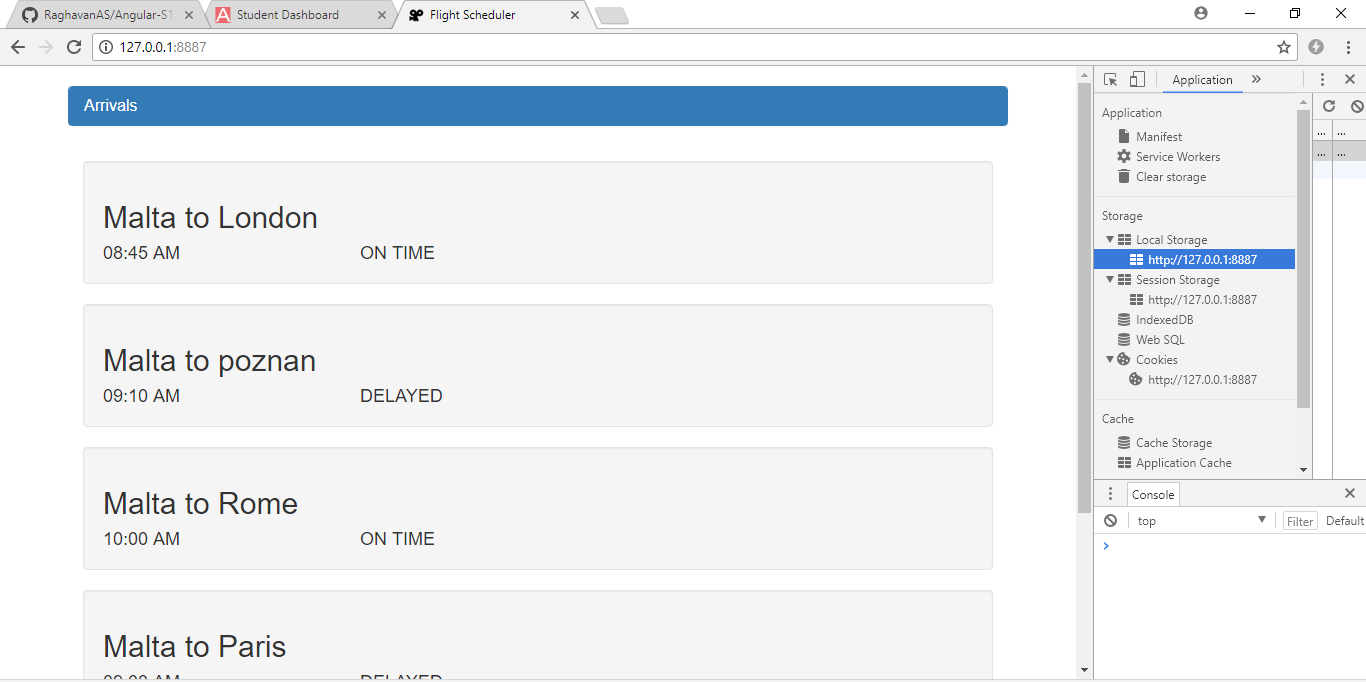 RaghavanAS/Angular-S1
Student Dashboard
Flight Scheduler
127.0.0.1:8887
Arrivals
Malta to London
08:45 AM ON TIME
Malta to poznan
09:10 AM DELAYED
Malta to Rome
10:00 AM ON TIME
Malta to Paris
DELAYED
Application
Application
Manifest
Service Workers
Clear storage
Storage
Local Storage
http://127.0.0.1:8887
Session Storage
http://127.0.0.1:8887
IndexedDB
Web SQL
Cookies
http://127.0.0.1:8887
Cache
Cache Storage
Application Cache
... ...
... ...
Console
top Filter Default